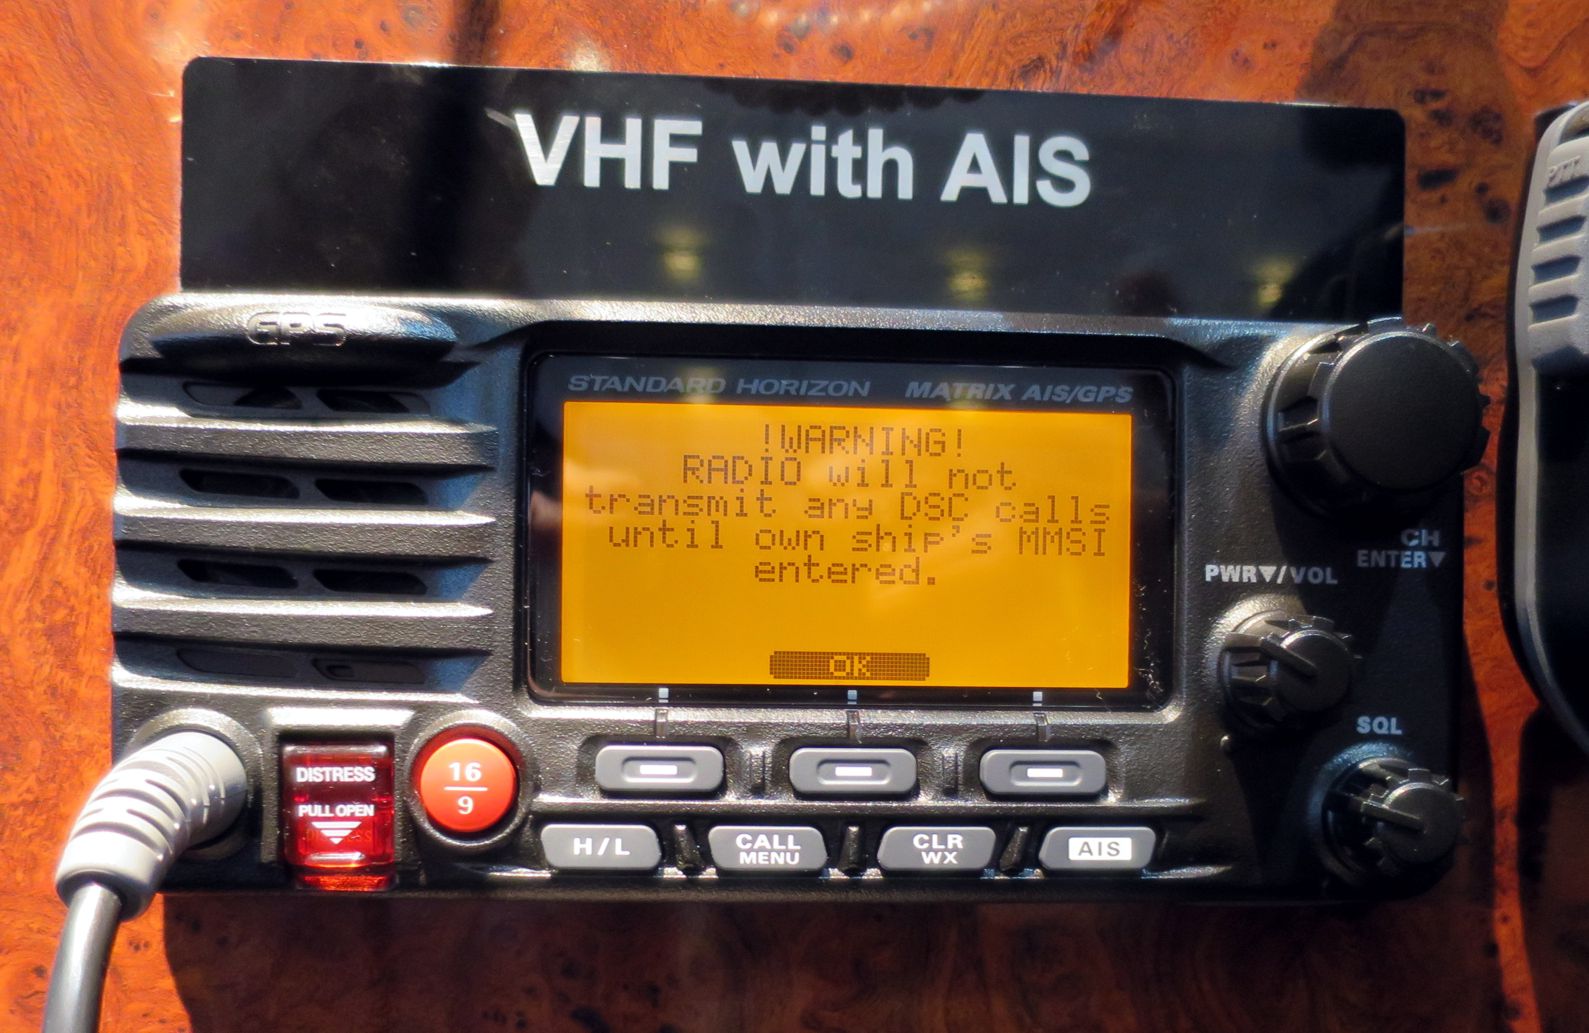 VHF with AIS
GPS
STANDARD HORIZON MATRIX AIS/GPS
!WARNING!
RADIO will not
transmit any DSC calls
until own ship's MMSI
entered.
OK
CH
ENTER▼
PWR▼/VOL
SQL
DISTRESS
PULL OPEN
16
9
H/L
CALL
MENU
CLR
WX
AIS